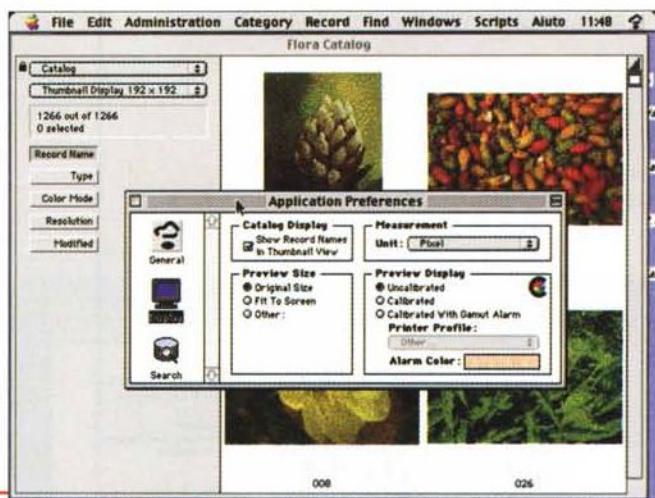 File Edit Administration Category Record Find Windows Scripts Aiuto 11:48
Flora Catalog
Catalog
Thumbnail Display 192 x 192
1266 out of 1266
0 selected
Record Name
Type
Color Mode
Resolution
Modified
Application Preferences
General
Search
Catalog Display
Show Record Names
in Thumbnail View
Measurement
Unit: Pixel
Preview Size
Original Size
Fit To Screen
Other:
Preview Display
Uncalibrated
Calibrated
Calibrated With Gamut Alarm
Printer Profile:
Other...
Alarm Color:
008
026